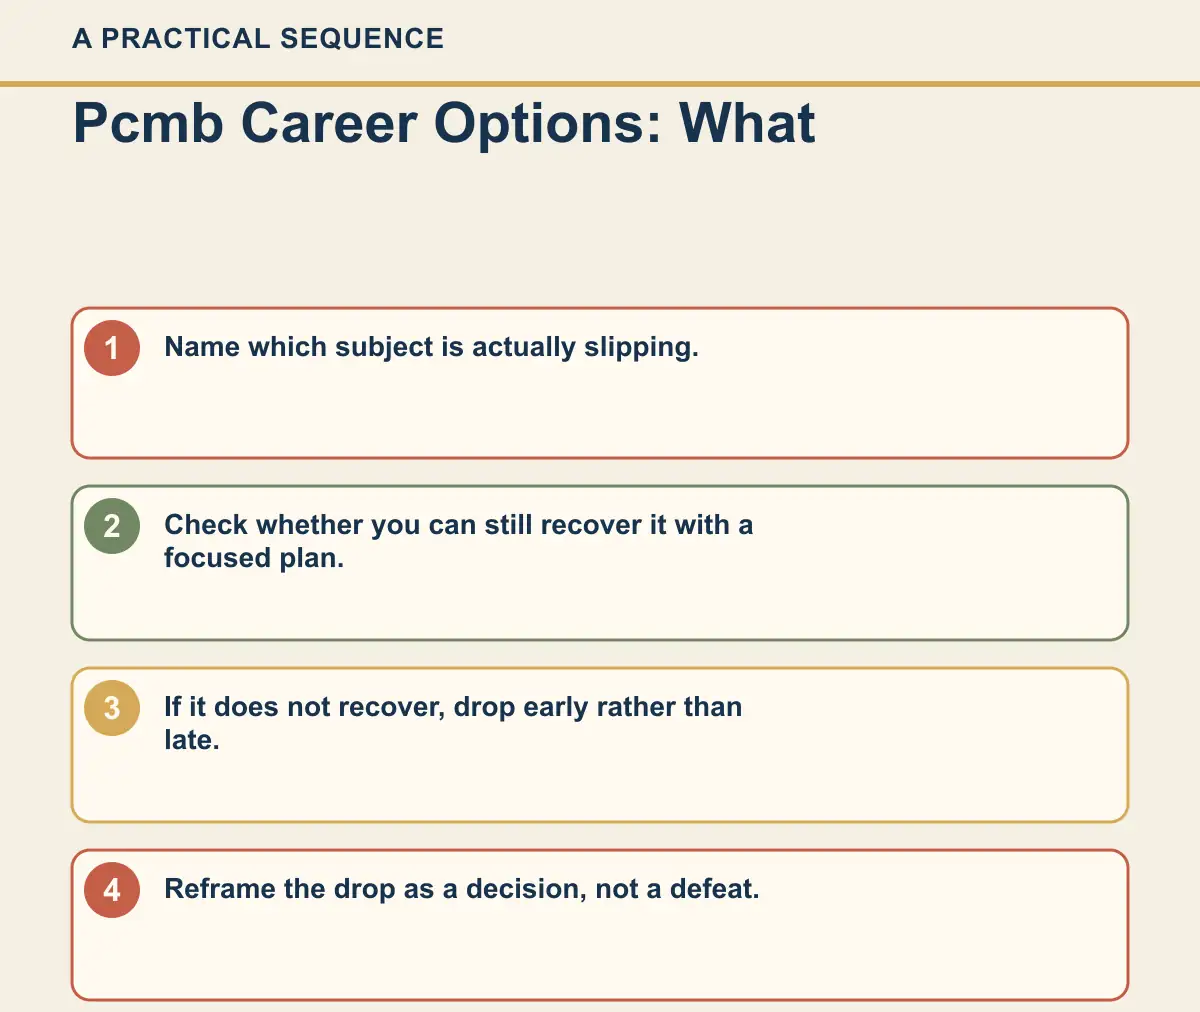 A PRACTICAL SEQUENCE
Pcmb Career Options: What
1
Name which subject is actually slipping.
2
Check whether you can still recover it with a
focused plan.
3
If it does not recover, drop early rather than
late.
4
Reframe the drop as a decision, not a defeat.